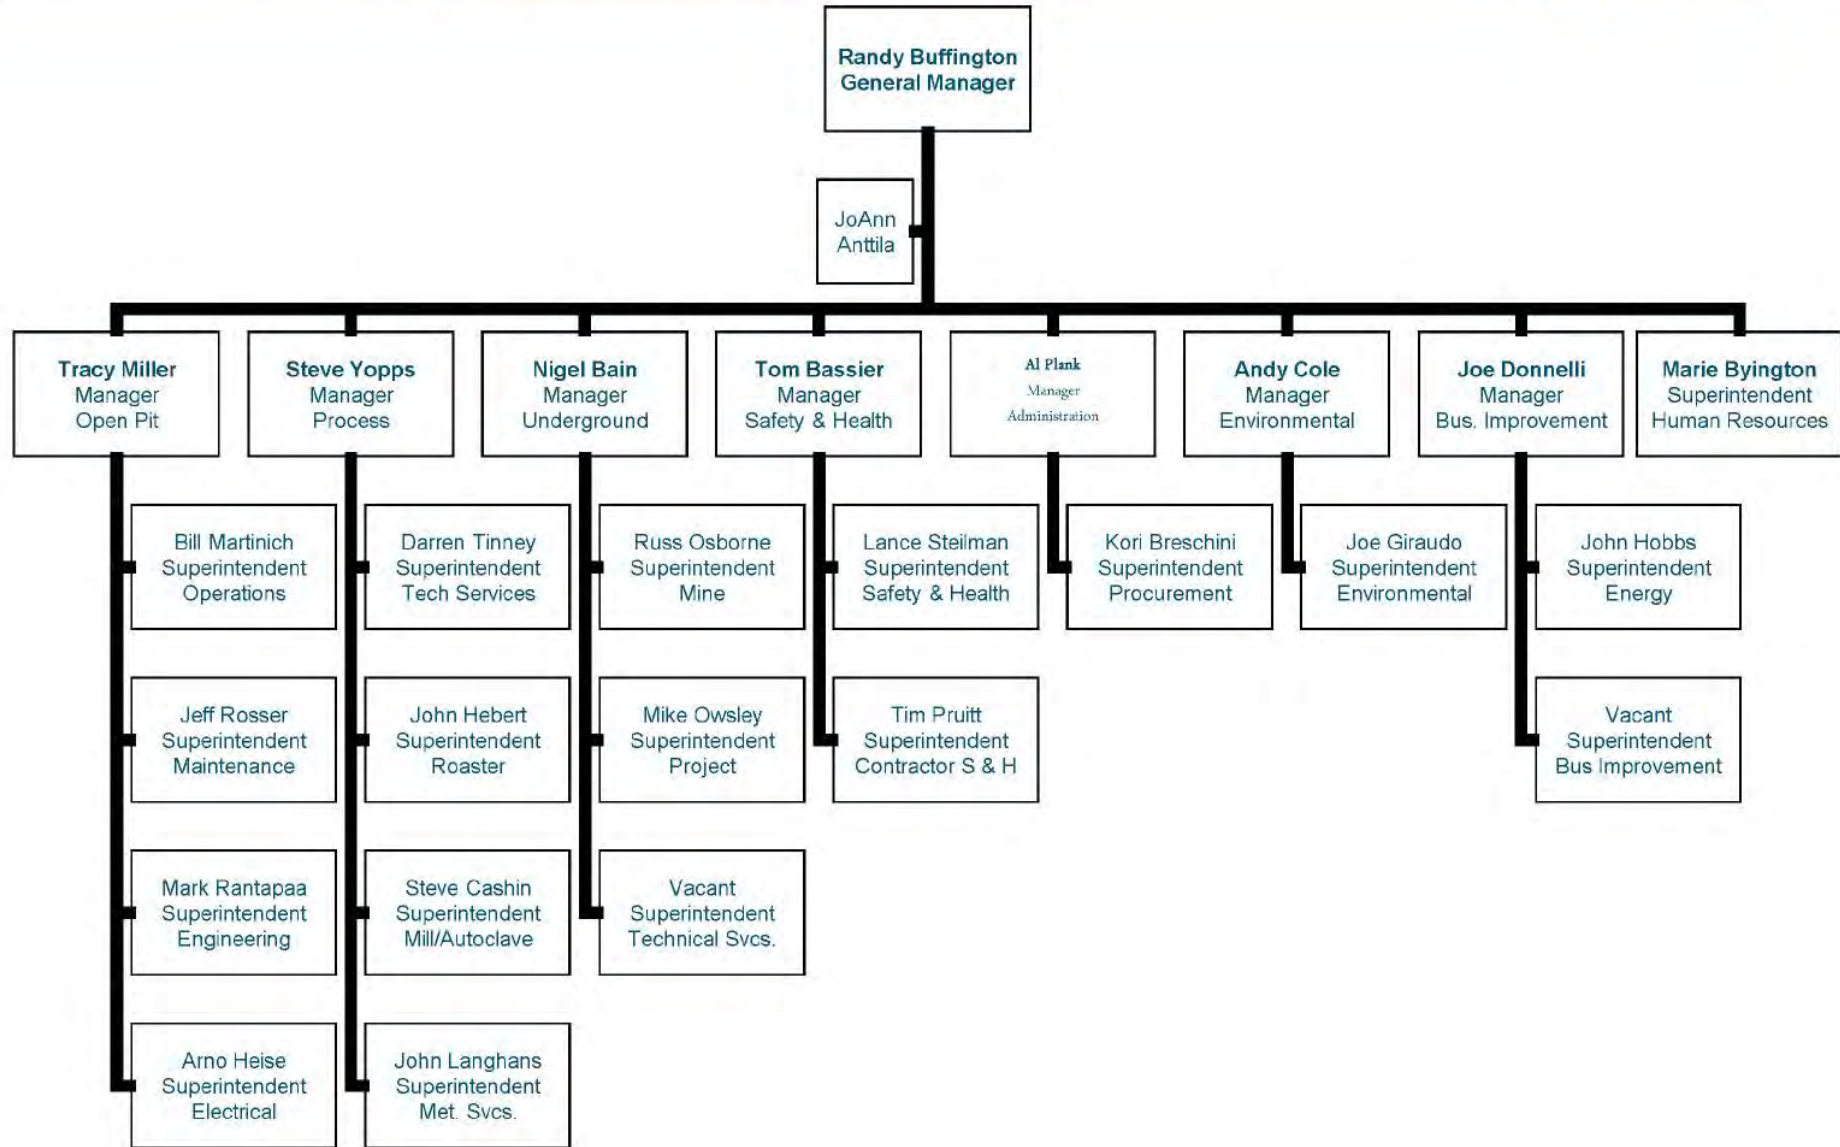 Randy Buffington
General Manager
JoAnn
Anttila
Tracy Miller
Manager
Open Pit
Steve Yopps
Manager
Process
Nigel Bain
Manager
Underground
Tom Bassier
Manager
Safety & Health
Al Plank
Manager
Administration
Andy Cole
Manager
Environmental
Joe Donnelli
Manager
Bus. Improvement
Marie Byington
Superintendent
Human Resources
Bill Martinich
Superintendent
Operations
Darren Tinney
Superintendent
Tech Services
Russ Osborne
Superintendent
Mine
Lance Steilman
Superintendent
Safety & Health
Kori Breschini
Superintendent
Procurement
Joe Giraudo
Superintendent
Environmental
John Hobbs
Superintendent
Energy
Jeff Rosser
Superintendent
Maintenance
John Hebert
Superintendent
Roaster
Mike Owsley
Superintendent
Project
Tim Pruitt
Superintendent
Contractor S & H
Vacant
Superintendent
Bus Improvement
Mark Rantapaa
Superintendent
Engineering
Steve Cashin
Superintendent
Mill/Autoclave
Vacant
Superintendent
Technical Svcs.
Arno Heise
Superintendent
Electrical
John Langhans
Superintendent
Met. Svcs.